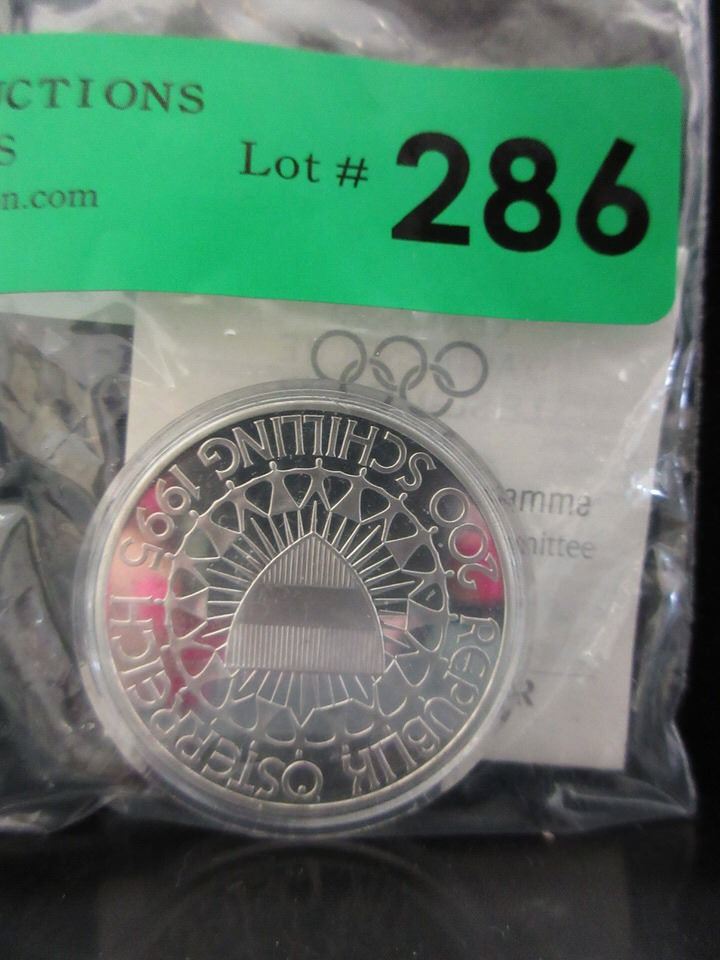 CTIONS
S
Lot # 286
n.com
amma
mittee
REPUBLIK ÖSTERREICH
200 SCHILLING 1995